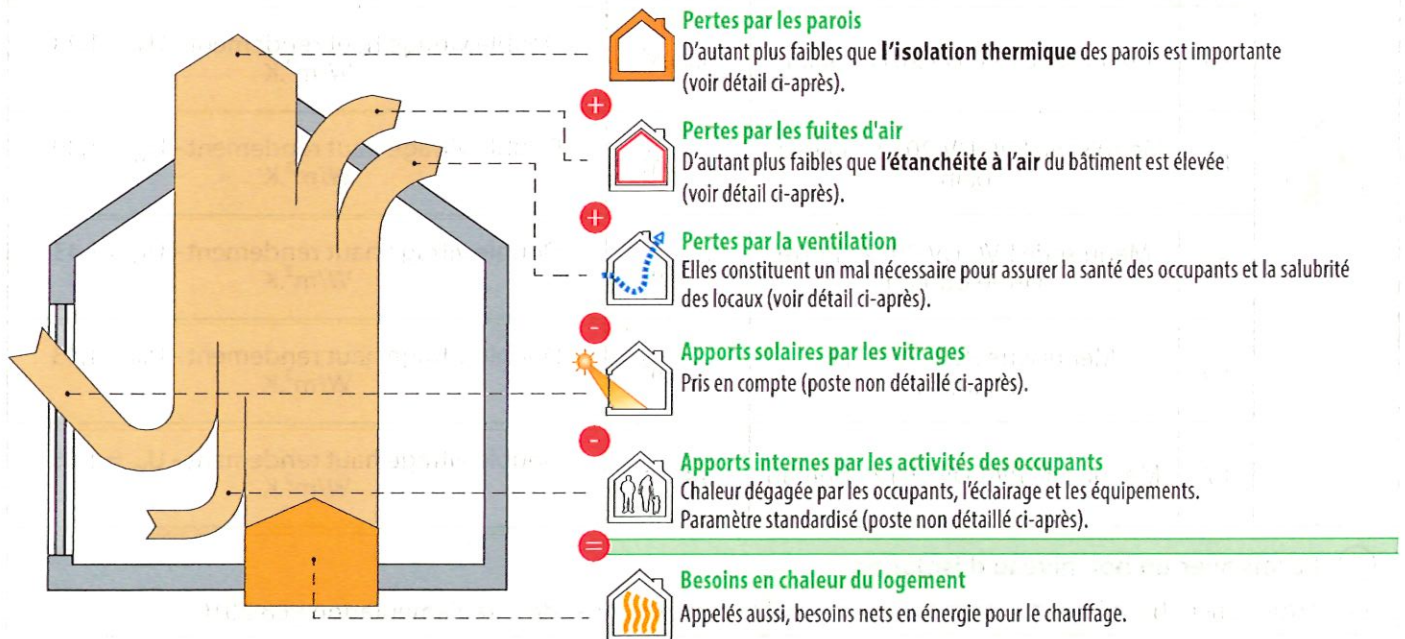 Pertes par les parois
D'autant plus faibles que l'isolation thermique des parois est importante
(voir détail ci-après).
+
Pertes par les fuites d'air
D'autant plus faibles que l'étanchéité à l'air du bâtiment est élevée
(voir détail ci-après).
+
Pertes par la ventilation
Elles constituent un mal nécessaire pour assurer la santé des occupants et la salubrité
des locaux (voir détail ci-après).
-
Apports solaires par les vitrages
Pris en compte (poste non détaillé ci-après).
-
Apports internes par les activités des occupants
Chaleur dégagée par les occupants, l'éclairage et les équipements.
Paramètre standardisé (poste non détaillé ci-après).
=
Besoins en chaleur du logement
Appelés aussi, besoins nets en énergie pour le chauffage.